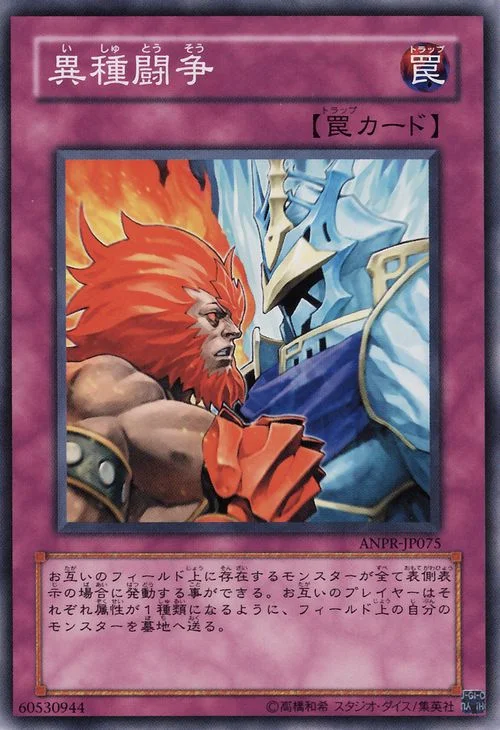 異種闘争
罠
【罠カード】
ANPR-JP075
お互いのフィールド上に存在するモンスターが全て表側表
示の場合に発動する事ができる。お互いのプレイヤーはそ
れぞれ属性が1種類になるように、フィールド上の自分の
モンスターを墓地へ送る。
60530944
©高橋和希 スタジオ・ダイス/集英社